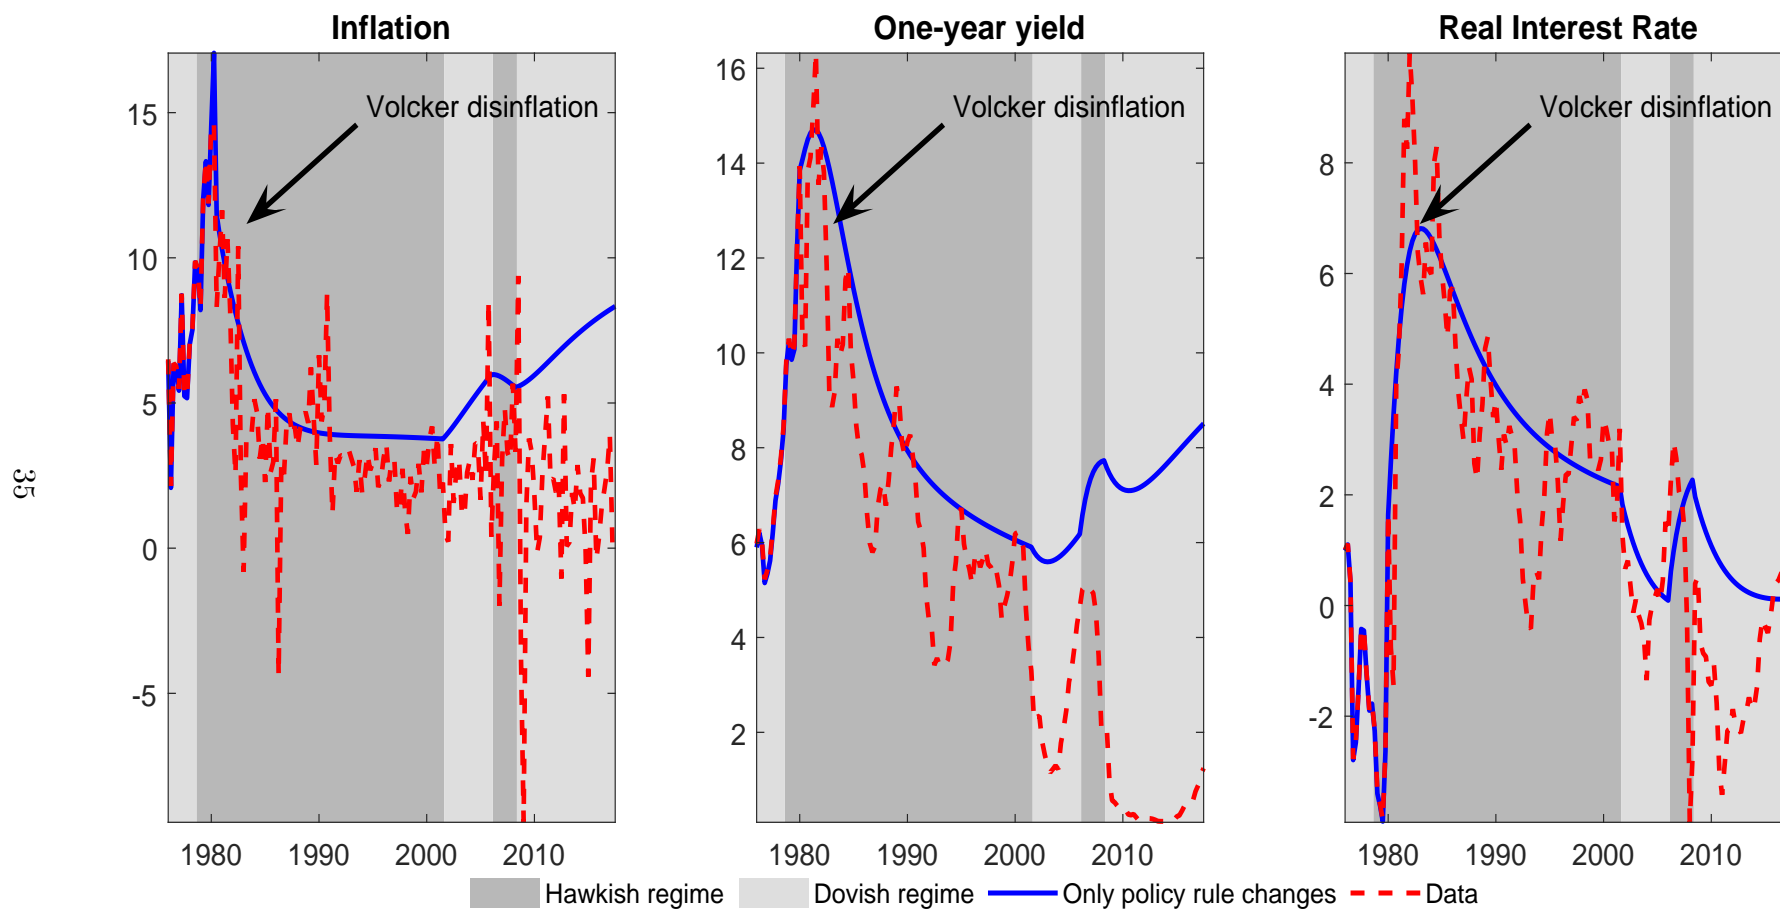 Inflation
One-year yield
Real Interest Rate
Volcker disinflation
Volcker disinflation
Volcker disinflation
15
10
5
0
-5
16
14
12
10
8
6
4
2
8
6
4
2
0
-2
1980 1990 2000 2010
1980 1990 2000 2010
1980 1990 2000 2010
Hawkish regime Dovish regime Only policy rule changes Data
35